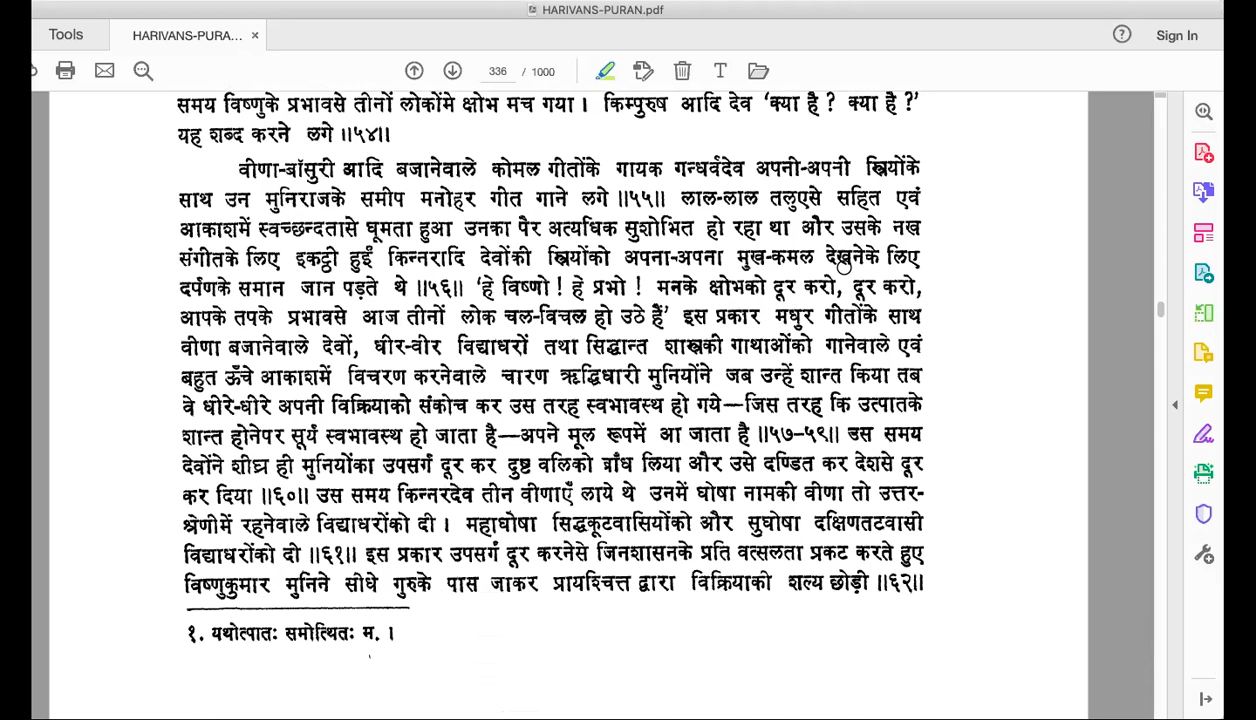 HARIVANS-PURAN.pdf
Tools
HARIVANS-PURA... ×
Sign In
336 / 1000
समय विष्णुके प्रभावसे तीनों लोकोंमे क्षोभ मच गया । किम्पुरुष आदि देव 'क्या है ? क्या है ?'
यह शब्द करने लगे ॥५४॥
वीणा-बाँसुरी आदि बजानेवाले कोमल गीतोंके गायक गन्धर्वदेव अपनी-अपनी स्त्रियोंके
साथ उन मुनिराजके समीप मनोहर गीत गाने लगे ॥५५॥ लाल-लाल तलुएसे सहित एवं
आकाशमें स्वच्छन्दतासे घूमता हुआ उनका पैर अत्यधिक सुशोभित हो रहा था और उसके नख
संगीतके लिए इकट्ठी हुईं किन्नरादि देवोंकी स्त्रियोंको अपना-अपना मुख-कमल देखनेके लिए
दर्पणके समान जान पड़ते थे ॥५६॥ 'हे विष्णो ! हे प्रभो ! मनके क्षोभको दूर करो, दूर करो,
आपके तपके प्रभावसे आज तीनों लोक चल-विचल हो उठे हैं' इस प्रकार मधुर गीतोंके साथ
वीणा बजानेवाले देवों, धीर-वीर विद्याधरों तथा सिद्धान्त शास्त्रकी गाथाओंको गानेवाले एवं
बहुत ऊँचे आकाशमें विचरण करनेवाले चारण ऋद्धिधारी मुनियोंने जब उन्हें शान्त किया तब
वे धीरे-धीरे अपनी विक्रियाको संकोच कर उस तरह स्वभावस्थ हो गये—जिस तरह कि उत्पातके
शान्त होनेपर सूर्य स्वभावस्थ हो जाता है—अपने मूल रूपमें आ जाता है ॥५७–५९॥ उस समय
देवोंने शीघ्र ही मुनियोंका उपसर्ग दूर कर दुष्ट वलिको बाँध लिया और उसे दण्डित कर देशसे दूर
कर दिया ॥६०॥ उस समय किन्नरदेव तीन वीणाएँ लाये थे उनमें घोषा नामकी वीणा तो उत्तर-
श्रेणीमें रहनेवाले विद्याधरोंको दी । महाघोषा सिद्धकूटवासियोंको और सुघोषा दक्षिणतटवासी
विद्याधरोंको दी ॥६१॥ इस प्रकार उपसर्ग दूर करनेसे जिनशासनके प्रति वत्सलता प्रकट करते हुए
विष्णुकुमार मुनिने सीधे गुरुके पास जाकर प्रायश्चित्त द्वारा विक्रियाकी शल्य छोड़ी ॥६२॥
१. यथोत्पातः समोत्थितः म. ।